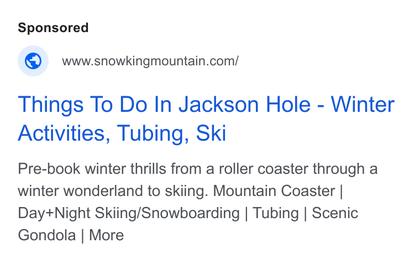 Sponsored
www.snowkingmountain.com/
Things To Do In Jackson Hole - Winter
Activities, Tubing, Ski
Pre-book winter thrills from a roller coaster through a
winter wonderland to skiing. Mountain Coaster |
Day+Night Skiing/Snowboarding | Tubing | Scenic
Gondola | More